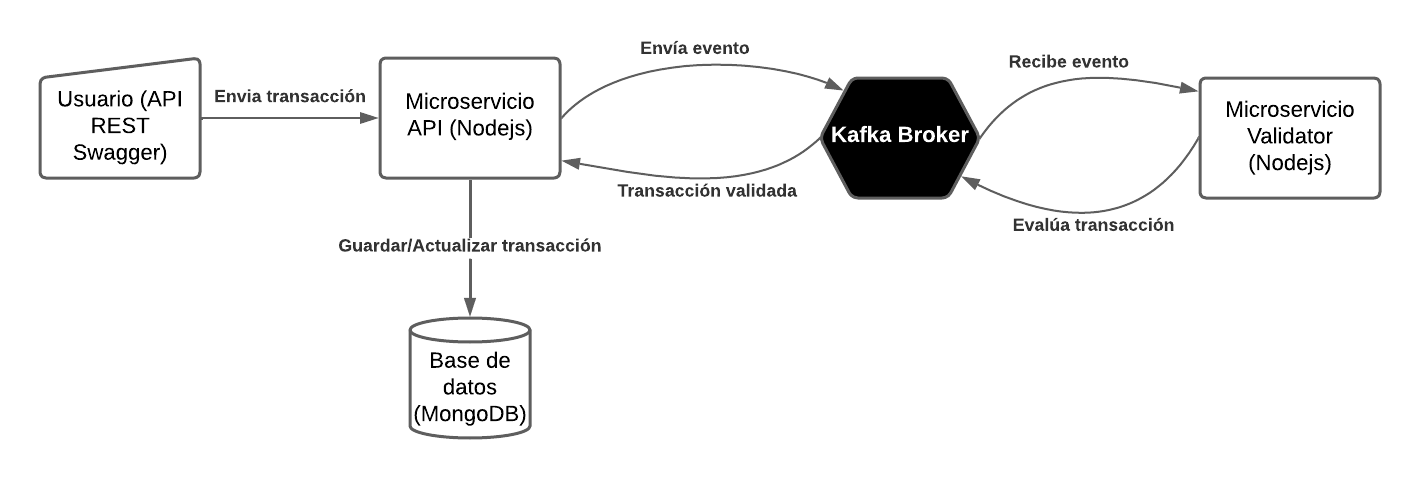 Usuario (API
REST
Swagger)
Envia transacción
Microservicio
API (Nodejs)
Envía evento
Transacción validada
Kafka Broker
Recibe evento
Evalúa transacción
Microservicio
Validator
(Nodejs)
Guardar/Actualizar transacción
Base de
datos
(MongoDB)